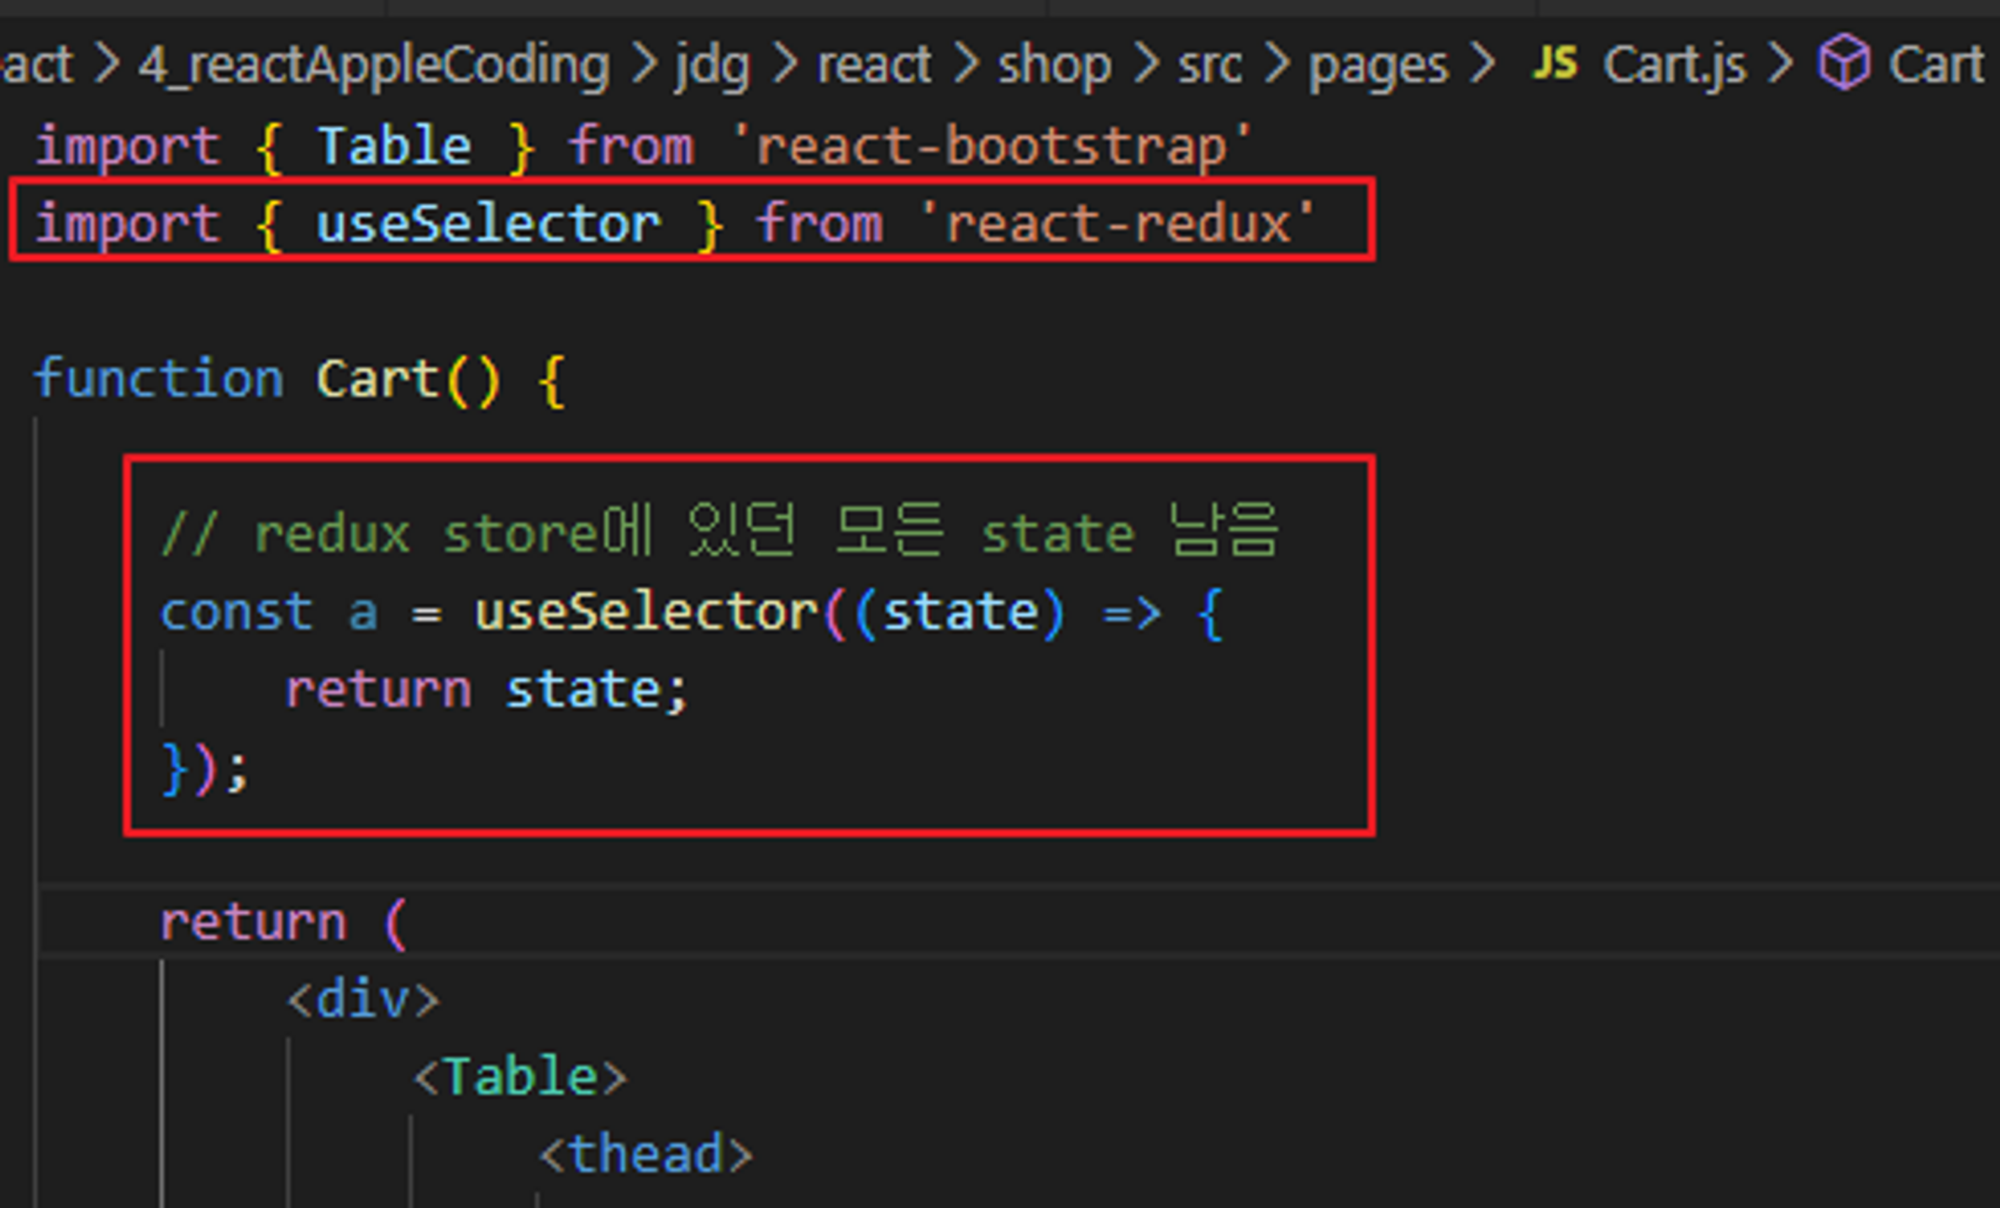 act > 4_reactAppleCoding > jdg > react > shop > src > pages > JS Cart.js > Cart
import { Table } from 'react-bootstrap'
import { useSelector } from 'react-redux'
function Cart() {
// redux store에 있던 모든 state 남음
const a = useSelector((state) => {
return state;
});
return (
<div>
<Table>
<thead>